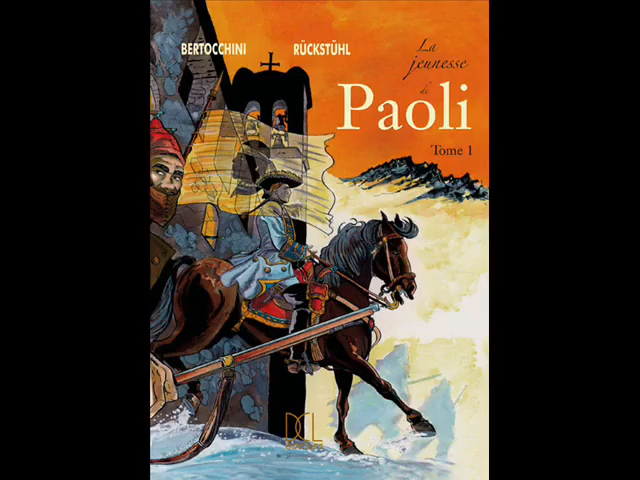 BERTOCCHINI RÜCKSTÜHL
La
jeunesse
de
Paoli
Tome 1
DCL